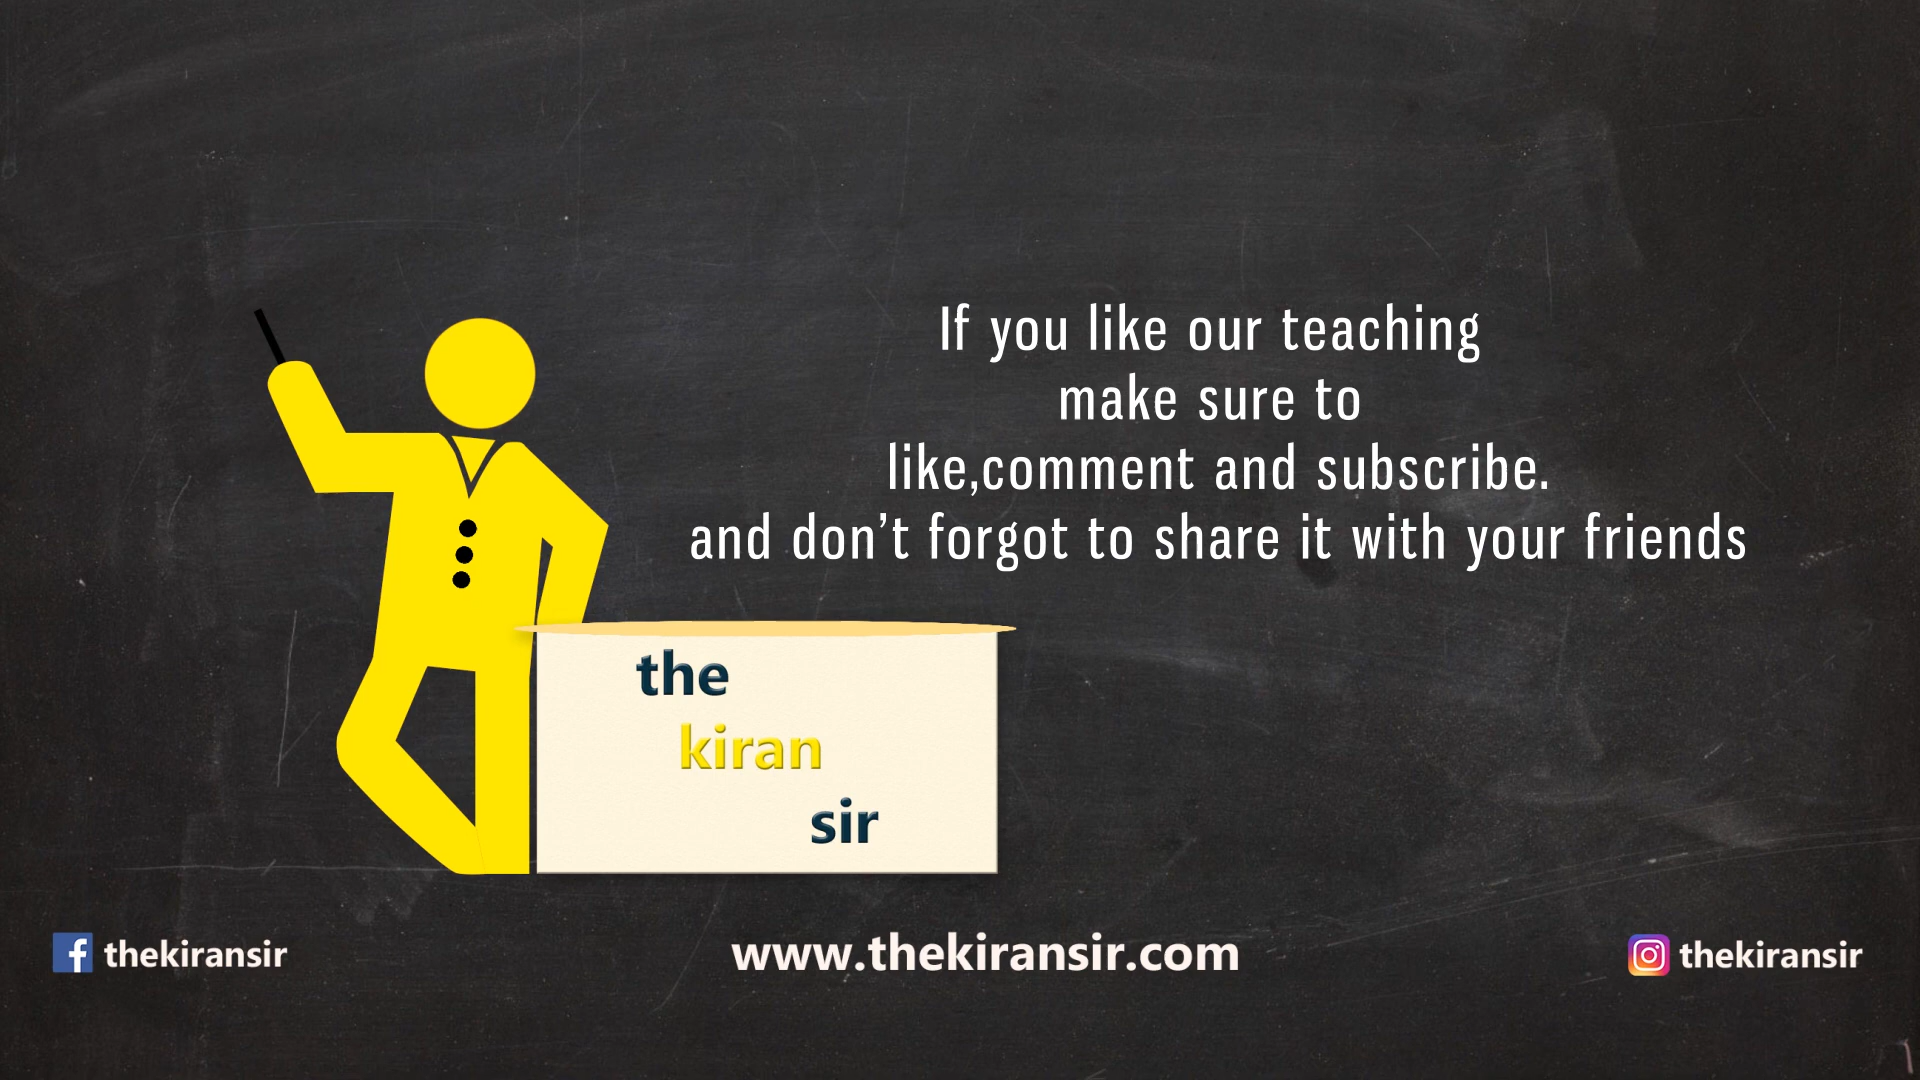 If you like our teaching
make sure to
like,comment and subscribe.
and don’t forgot to share it with your friends
the
kiran
sir
thekiransir
www.thekiransir.com
thekiransir